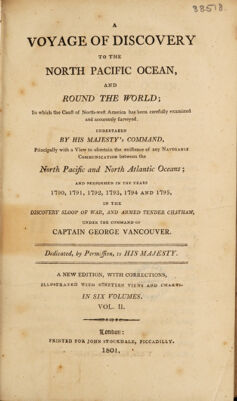 33518.
A
VOYAGE OF DISCOVERY
TO THE
NORTH PACIFIC OCEAN,
AND
ROUND THE WORLD;
In which the Coast of North-west America has been carefully examined
and accurately surveyed.
UNDERTAKEN
BY HIS MAJESTY's COMMAND,
Principally with a View to ascertain the existence of any NAVIGABLE
COMMUNICATION between the
North Pacific and North Atlantic Oceans;
AND PERFORMED IN THE YEARS
1790, 1791, 1792, 1793, 1794 AND 1795,
IN THE
DISCOVERY SLOOP OF WAR, AND ARMED TENDER CHATHAM,
UNDER THE COMMAND OF
CAPTAIN GEORGE VANCOUVER.
Dedicated, by Permission, to HIS MAJESTY.
A NEW EDITION, WITH CORRECTIONS,
ILLUSTRATED WITH NINETEEN VIEWS AND CHARTS.
IN SIX VOLUMES.
VOL. II.
London:
PRINTED FOR JOHN STOCKDALE, PICCADILLY.
1801.